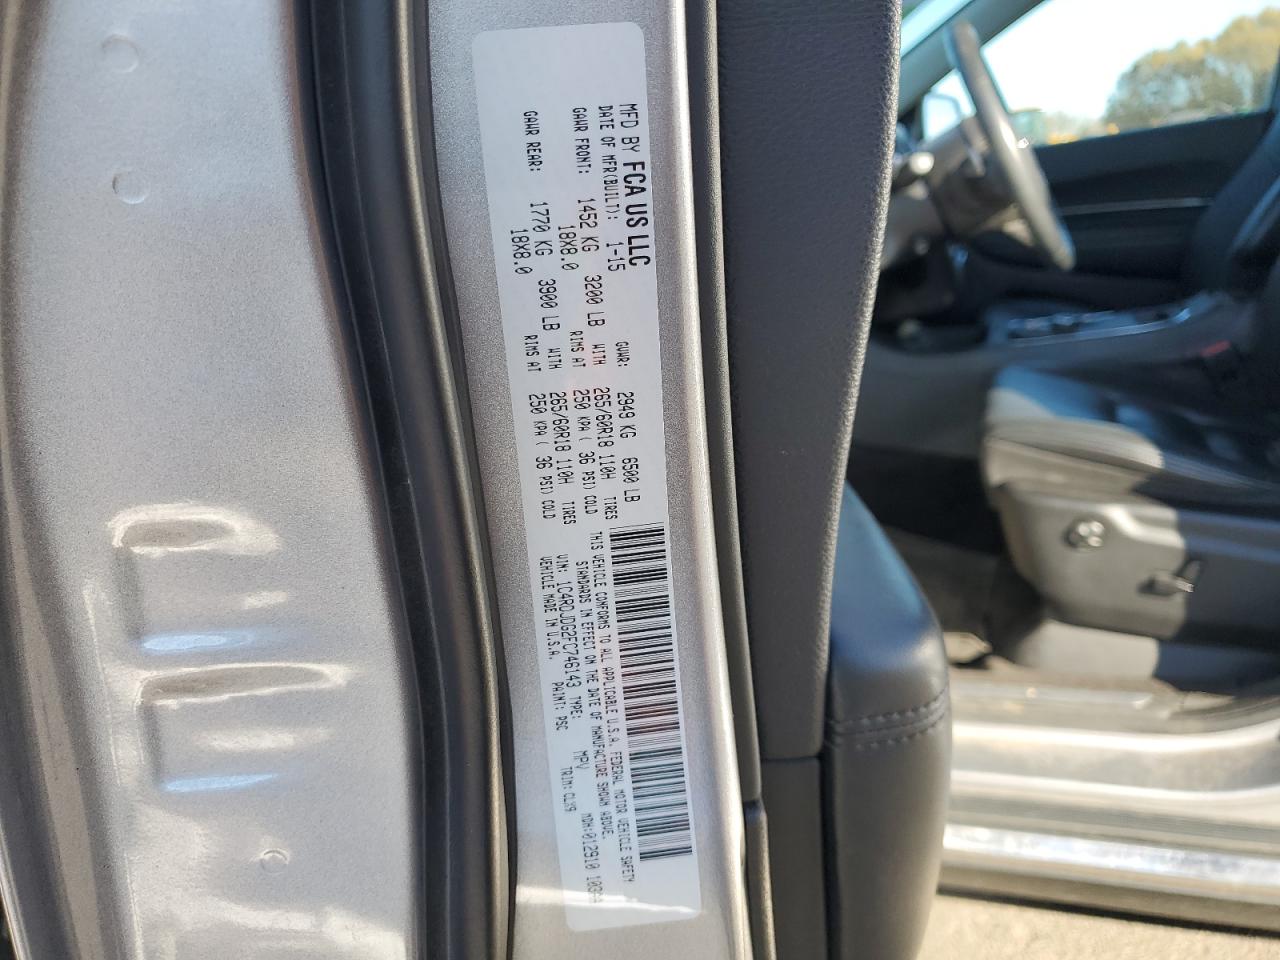 MFD BY FCA US LLC
DATE OF MFR(BUILT): 1-15 GVWR: 2949 KG 6500 LB
GAWR FRONT: 1452 KG 3200 LB WITH 265/60R18 110H TIRES
18X8.0 RIMS AT 250 KPA ( 36 PSI) COLD
GAWR REAR: 1770 KG 3900 LB WITH 265/60R18 110H TIRES
18X8.0 RIMS AT 250 KPA ( 36 PSI) COLD
THIS VEHICLE CONFORMS TO ALL APPLICABLE U.S.A. FEDERAL MOTOR VEHICLE SAFETY
STANDARDS IN EFFECT ON THE DATE OF MANUFACTURE SHOWN ABOVE.
VIN: 1C4RDJDG2FC746143 TYPE: MPV MDH:012910
VEHICLE MADE IN U.S.A. PAINT: PSC TRIM: